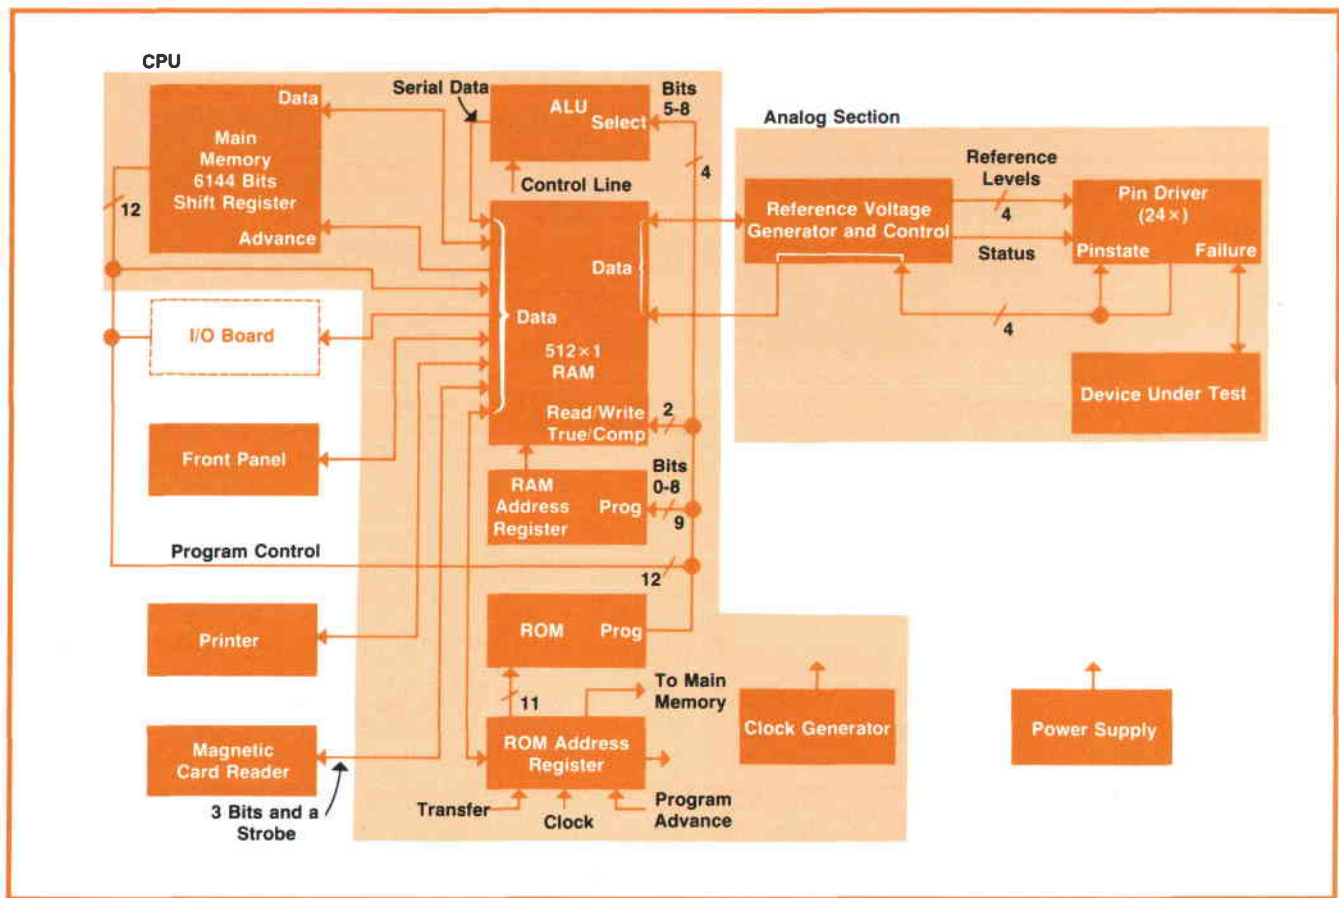 CPU
Data
Main
Memory
6144 Bits
Shift Register
Advance
12
Serial Data
ALU
Select
Bits
5-8
4
Control Line
Data
Data
512×1
RAM
Read/Write
True/Comp
2
RAM
Address
Register
Prog
Bits
0-8
9
Program Control
12
ROM
Prog
11
To Main
Memory
ROM Address
Register
Transfer
Clock
Program
Advance
I/O Board
Front Panel
Printer
Magnetic
Card Reader
3 Bits and a
Strobe
Clock Generator
Power Supply
Analog Section
Reference Voltage
Generator and Control
Reference
Levels
4
Status
Pin Driver
(24×)
Pinstate
Failure
4
Device Under Test